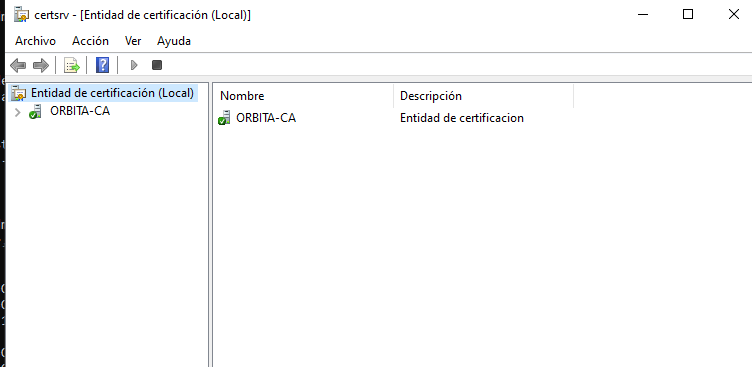 certsrv - [Entidad de certificación (Local)]
Archivo Acción Ver Ayuda
Entidad de certificación (Local)
ORBITA-CA
Nombre Descripción
ORBITA-CA Entidad de certificacion